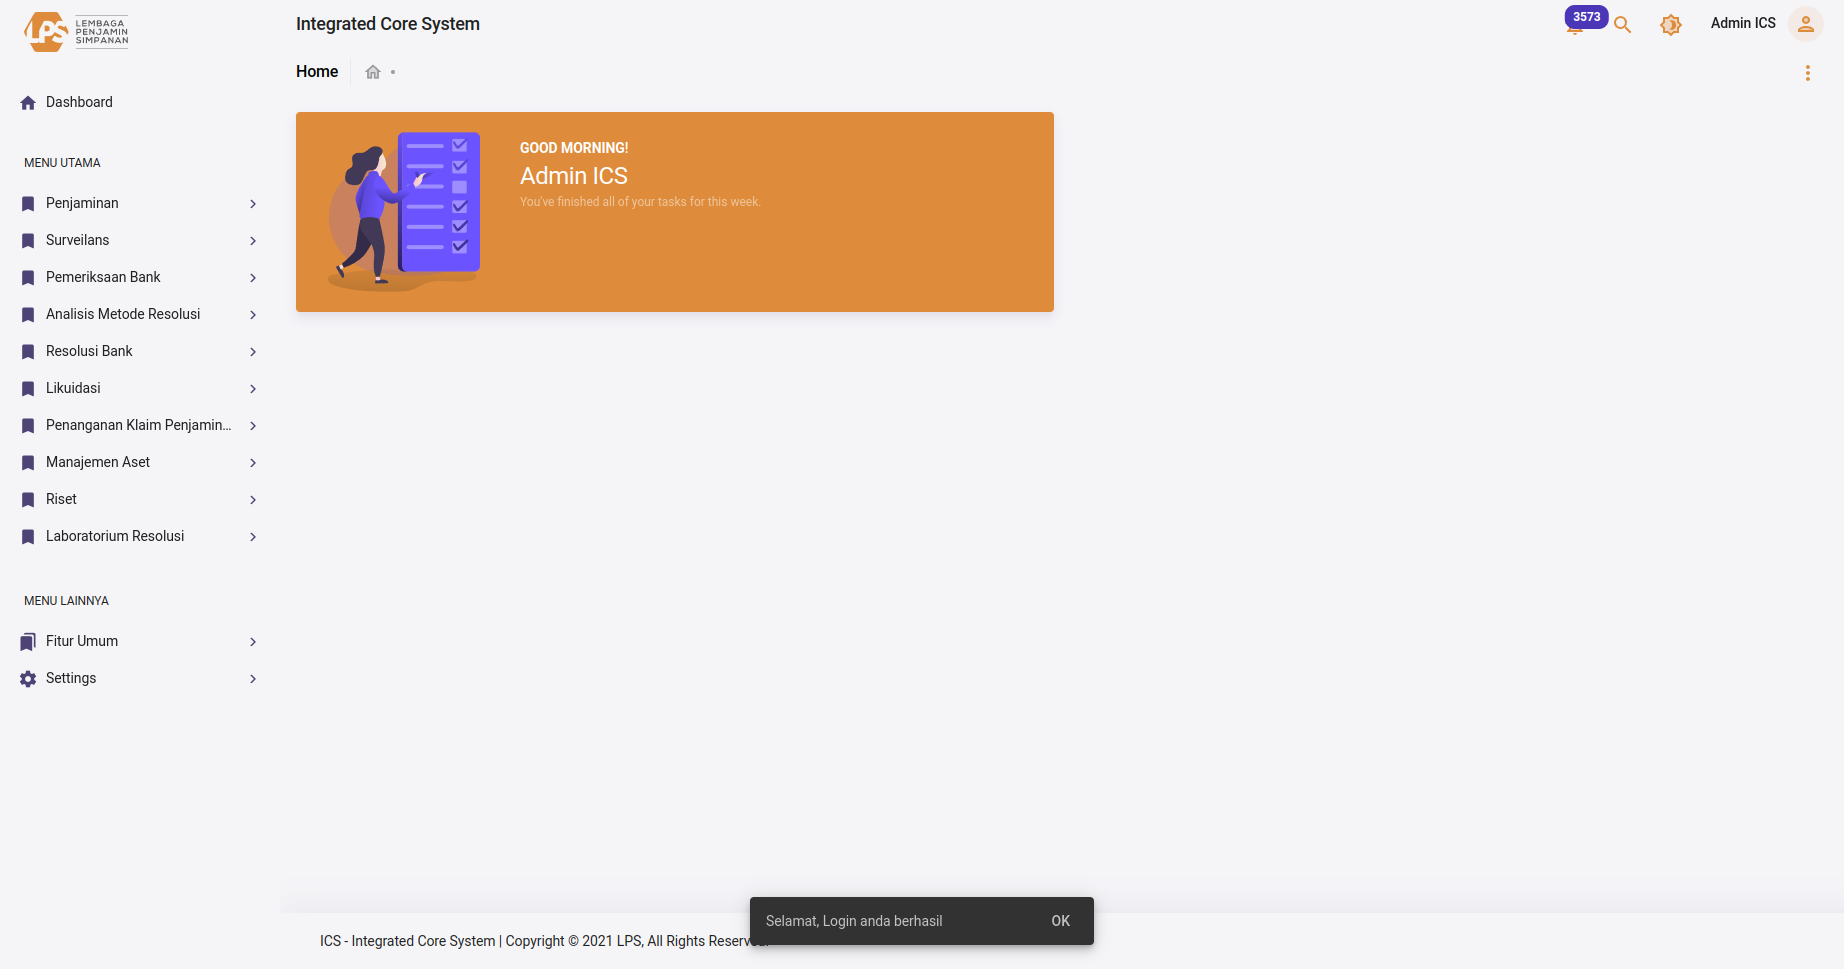 LPS
LEMBAGA
PENJAMIN
SIMPANAN
Integrated Core System
3573
Admin ICS
Home
Dashboard
MENU UTAMA
Penjaminan
Surveilans
Pemeriksaan Bank
Analisis Metode Resolusi
Resolusi Bank
Likuidasi
Penanganan Klaim Penjamin...
Manajemen Aset
Riset
Laboratorium Resolusi
MENU LAINNYA
Fitur Umum
Settings
GOOD MORNING!
Admin ICS
You've finished all of your tasks for this week.
Selamat, Login anda berhasil
OK
ICS - Integrated Core System | Copyright © 2021 LPS, All Rights Reserved.